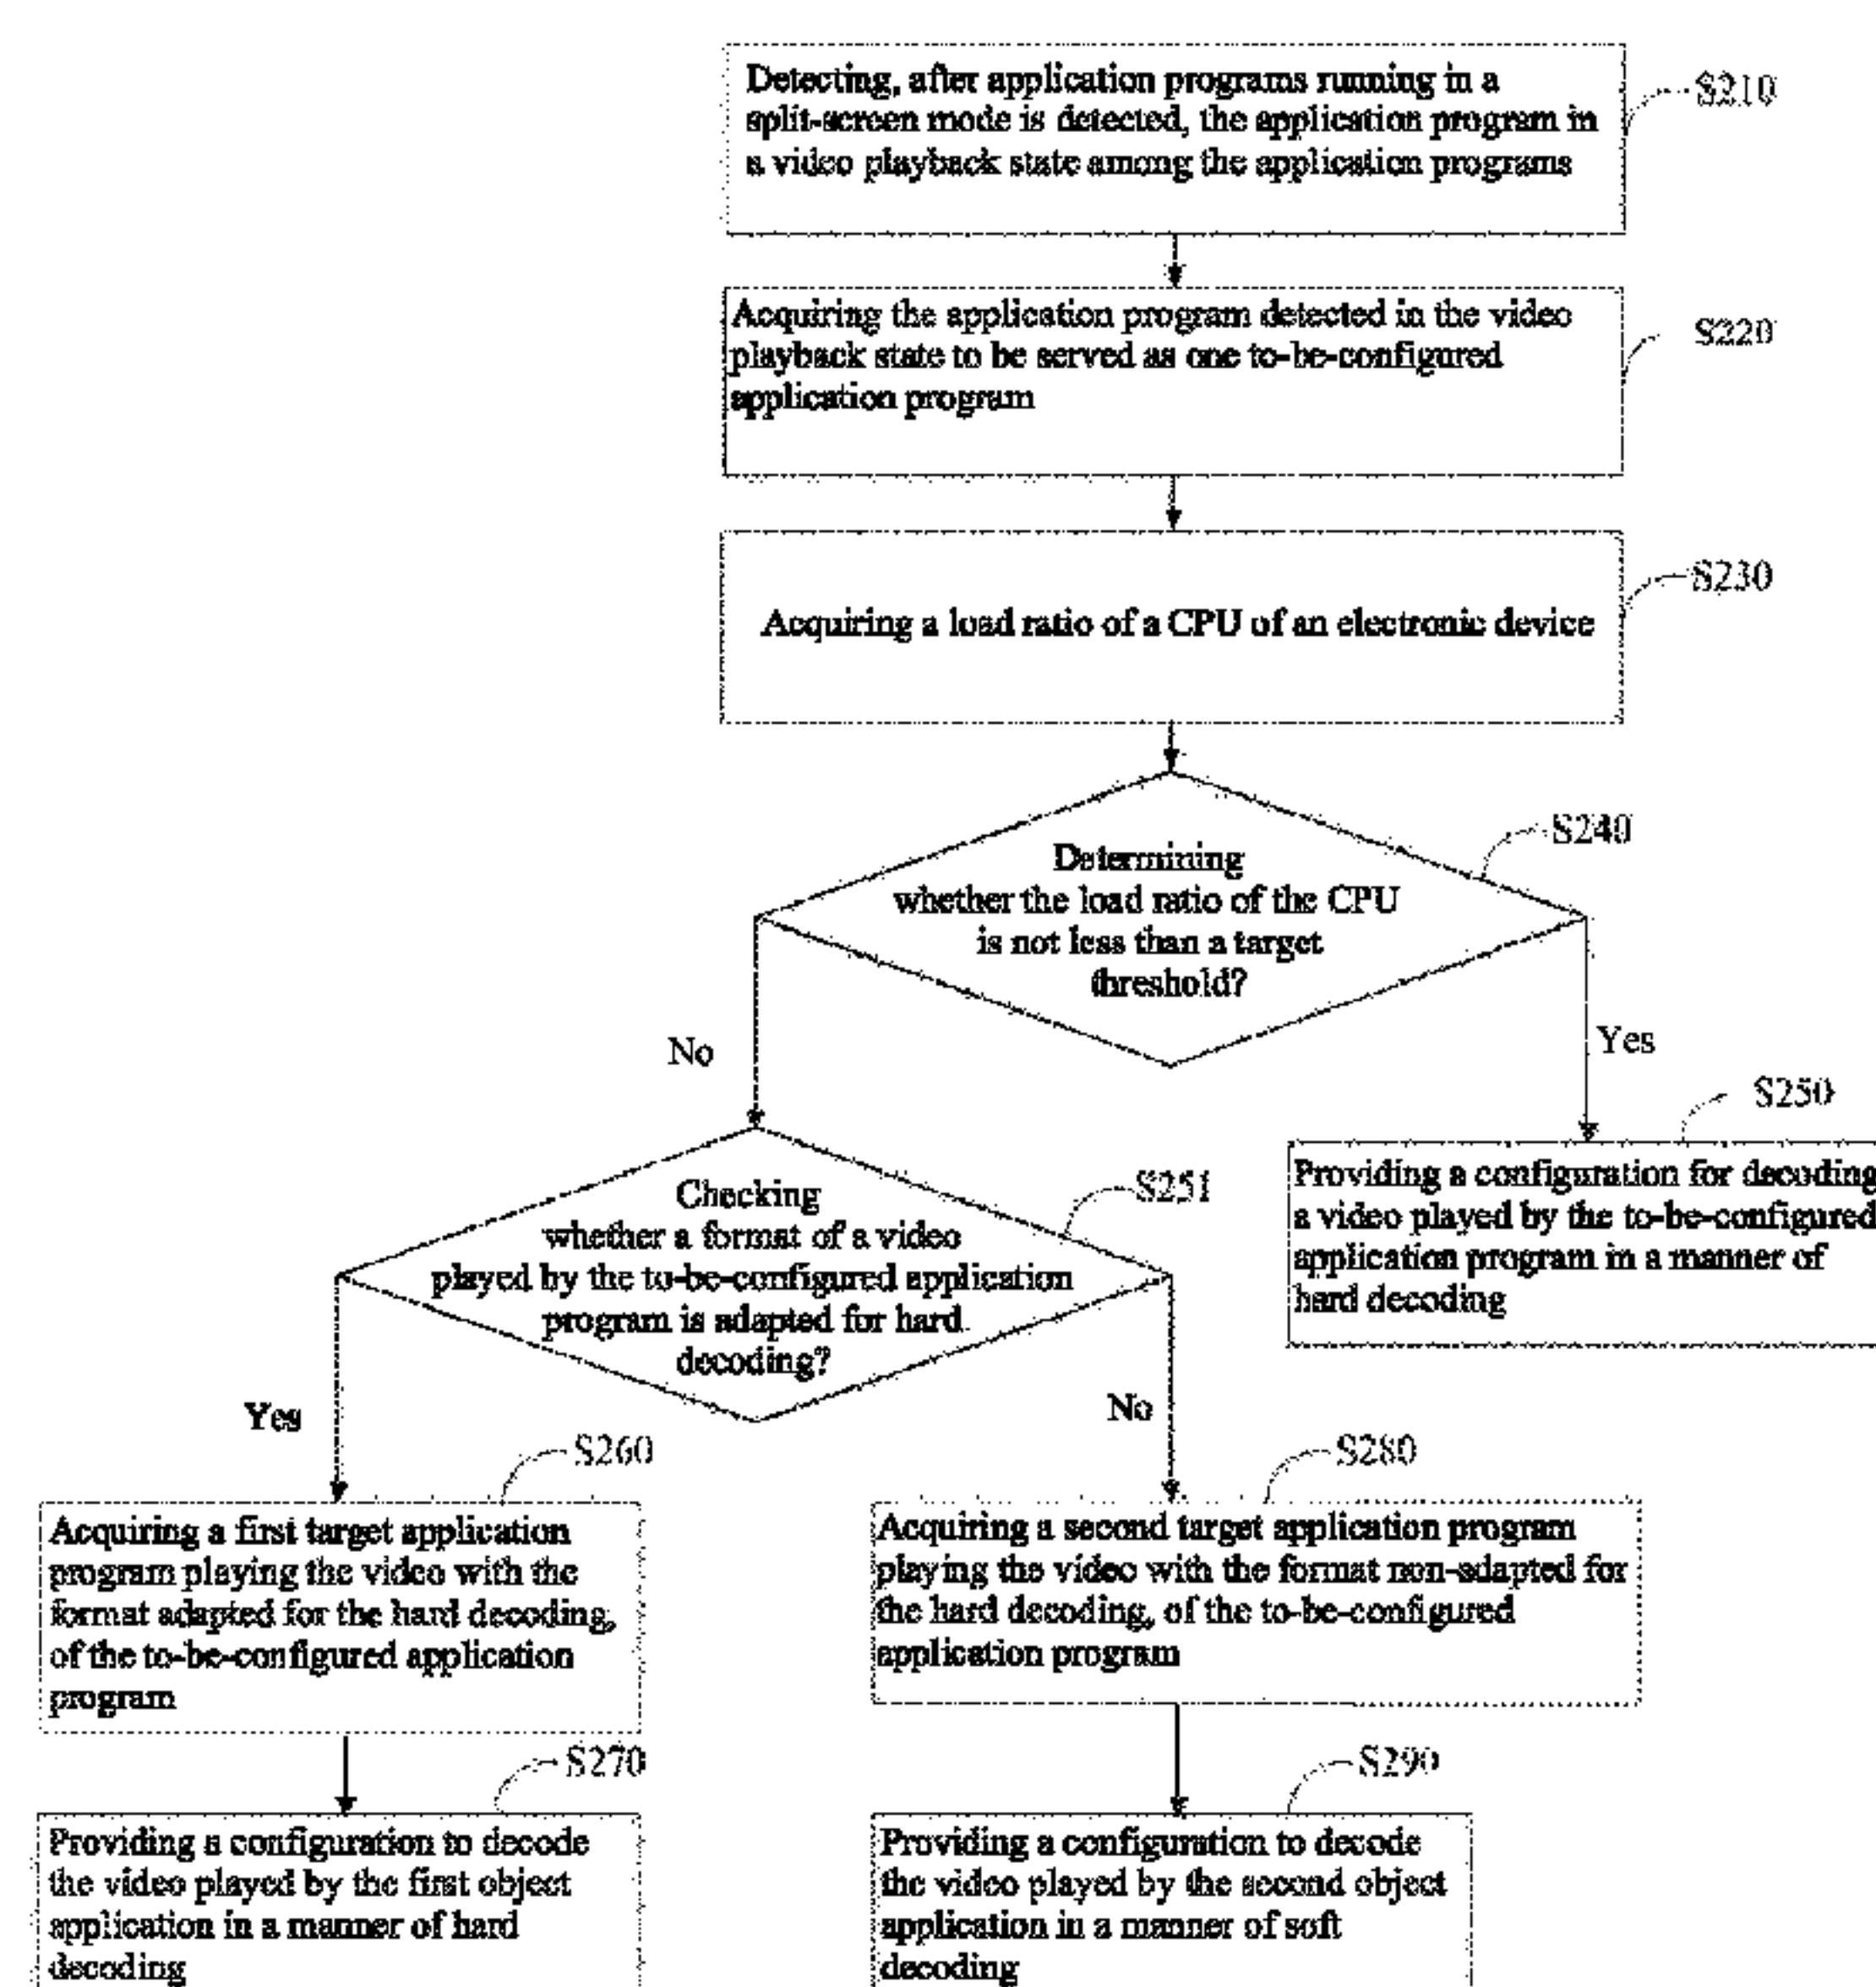 Detecting, after application programs running in a
split-screen mode is detected, the application program in
a video playback state among the application programs
S210
Acquiring the application program detected in the video
playback state to be served as one to-be-configured
application program
S220
Acquiring a load ratio of a CPU of an electronic device
S230
Determining
whether the load ratio of the CPU
is not less than a target
threshold?
S240
No
Yes
S250
Providing a configuration for decoding
a video played by the to-be-configured
application program in a manner of
hard decoding
Checking
whether a format of a video
played by the to-be-configured application
program is adapted for hard
decoding?
S251
Yes
No
S260
Acquiring a first target application
program playing the video with the
format adapted for the hard decoding,
of the to-be-configured application
program
S280
Acquiring a second target application program
playing the video with the format non-adapted for
the hard decoding, of the to-be-configured
application program
S270
Providing a configuration to decode
the video played by the first object
application in a manner of hard
decoding
S290
Providing a configuration to decode
the video played by the second object
application in a manner of soft
decoding